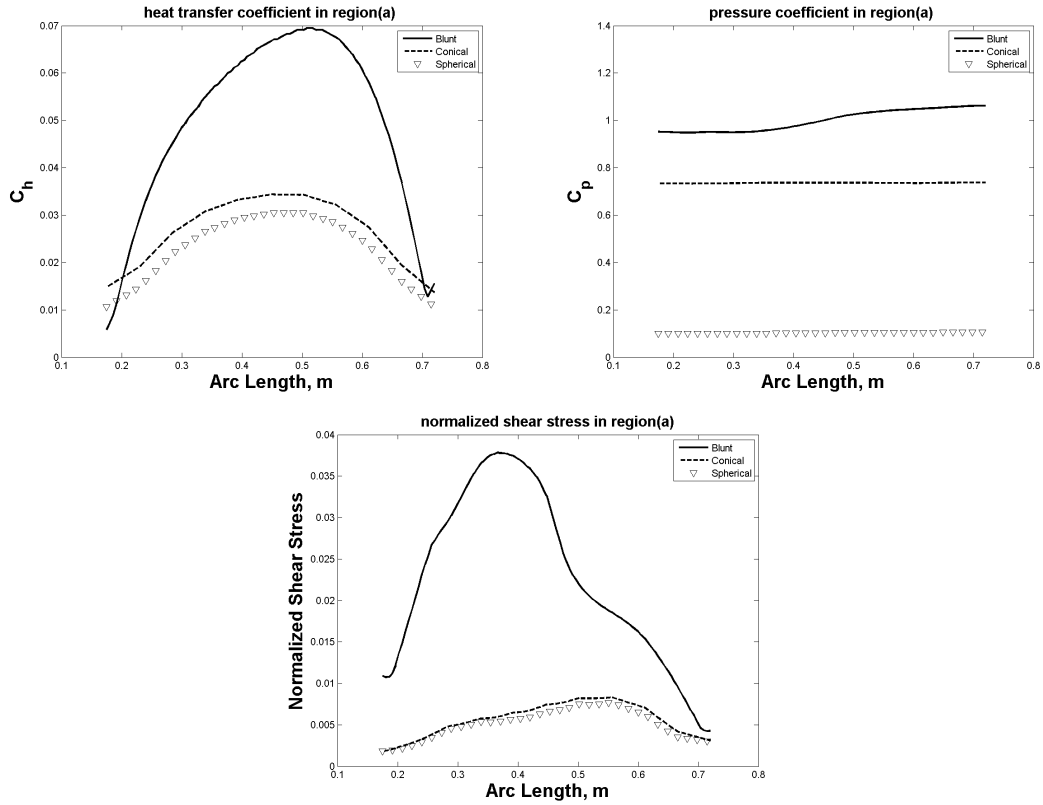 heat transfer coefficient in region(a)
0.07
0.06
0.05
0.04
0.03
0.02
0.01
0
C_h
Blunt
Conical
Spherical
0.1 0.2 0.3 0.4 0.5 0.6 0.7 0.8
Arc Length, m
pressure coefficient in region(a)
1.4
1.2
1
0.8
0.6
0.4
0.2
0
C_p
Blunt
Conical
Spherical
0.1 0.2 0.3 0.4 0.5 0.6 0.7 0.8
Arc Length, m
normalized shear stress in region(a)
0.04
0.035
0.03
0.025
0.02
0.015
0.01
0.005
0
Normalized Shear Stress
Blunt
Conical
Spherical
0.1 0.2 0.3 0.4 0.5 0.6 0.7 0.8
Arc Length, m